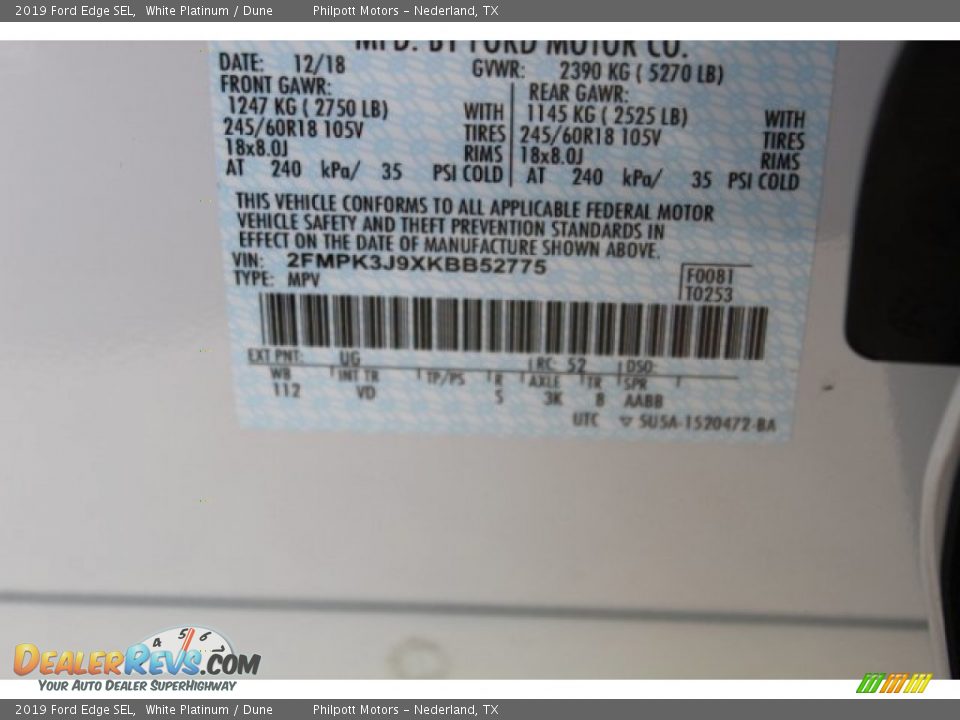 2019 Ford Edge SEL, White Platinum / Dune Philpott Motors – Nederland, TX
MFD. BY FORD MOTOR CO.
DATE: 12/18 GVWR: 2390 KG ( 5270 LB)
FRONT GAWR: REAR GAWR:
1247 KG ( 2750 LB) WITH 1145 KG ( 2525 LB) WITH
245/60R18 105V TIRES 245/60R18 105V TIRES
18x8.0J RIMS 18x8.0J RIMS
AT 240 kPa/ 35 PSI COLD AT 240 kPa/ 35 PSI COLD
THIS VEHICLE CONFORMS TO ALL APPLICABLE FEDERAL MOTOR
VEHICLE SAFETY AND THEFT PREVENTION STANDARDS IN
EFFECT ON THE DATE OF MANUFACTURE SHOWN ABOVE.
VIN: 2FMPK3J9XKBB52775
TYPE: MPV
F0081
T0253
EXT PNT: UG RC: 52 DSO:
WB INT TR TP/PS R AXLE TR SPR
112 VD 5 3K 8 AABB
UTC ▽ 5U5A-1520472-BA
DEALERREVS.COM
4 5 6 7
YOUR AUTO DEALER SUPERHIGHWAY
2019 Ford Edge SEL, White Platinum / Dune Philpott Motors – Nederland, TX